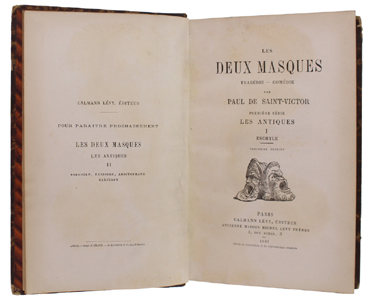 CALMANN LÉVY, ÉDITEUR
POUR PARAITRE PROCHAINEMENT
LES DEUX MASQUES
LES ANTIQUES
II
LES
DEUX MASQUES
TRAGÉDIE — COMÉDIE
PAR
PAUL DE SAINT-VICTOR
PREMIÈRE SÉRIE
LES ANTIQUES
I
ESCHYLE
PARIS
CALMANN LÉVY, ÉDITEUR
ANCIENNE MAISON MICHEL LÉVY FRÈRES
3, RUE AUBER, 3